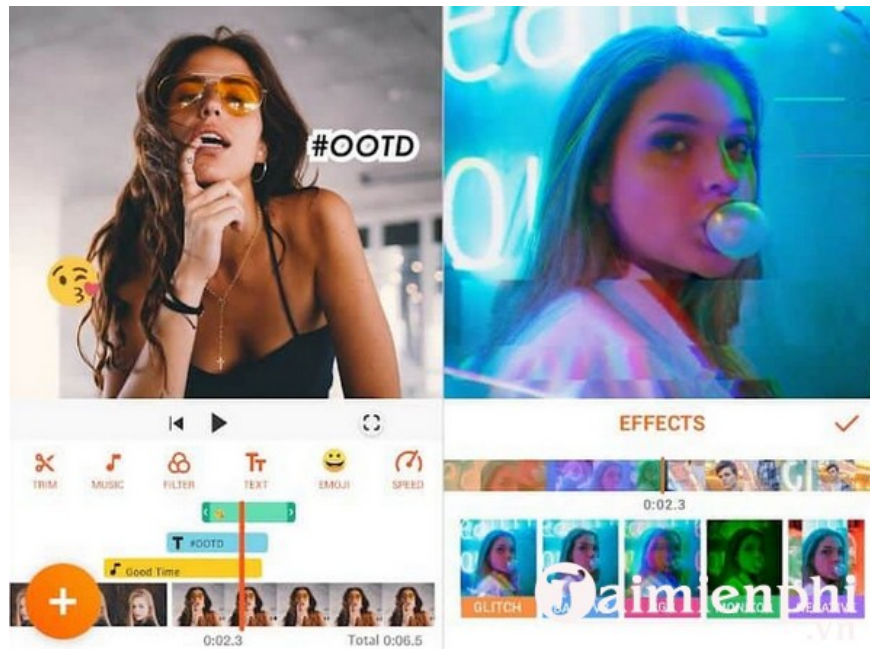 #OOTD
TRIM
MUSIC
FILTER
TEXT
EMOJI
SPEED
T #OOTD
Good Time
0:02.3
Total 0:06.5
EFFECTS
0:02.3
GLITCH
NEGATIVE
Taimienphi
.vn